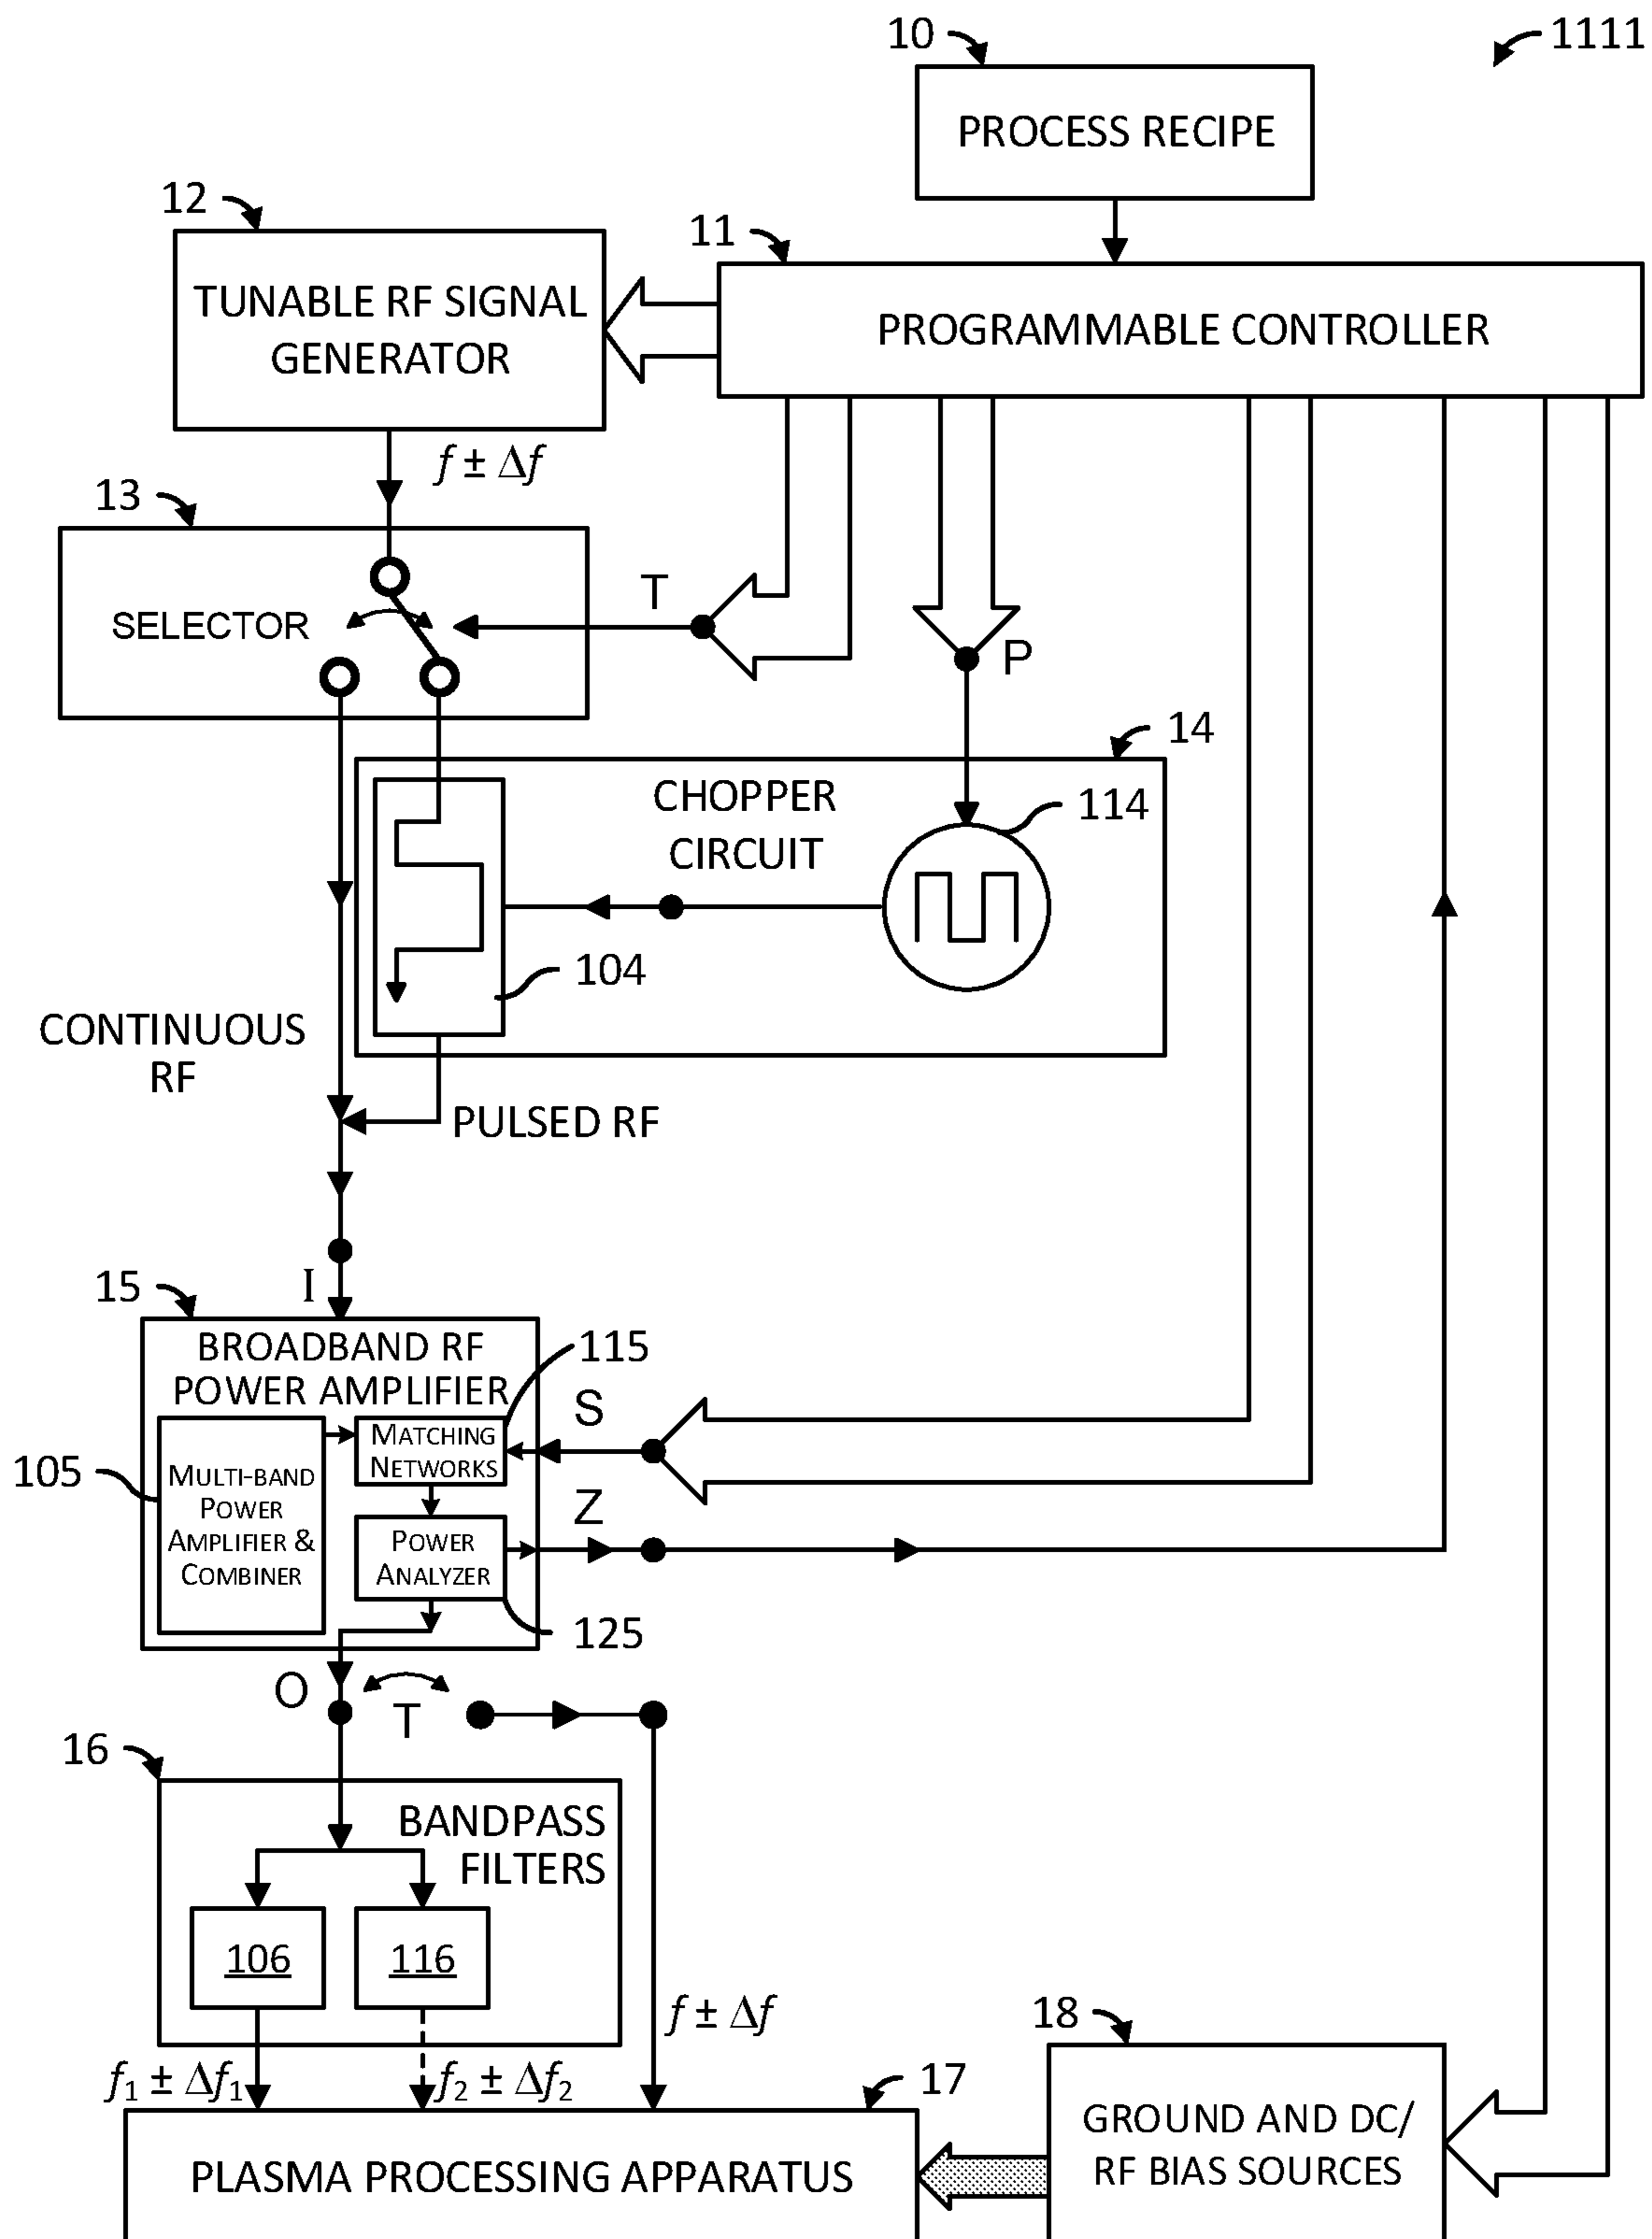 10
1111
PROCESS RECIPE
12
11
TUNABLE RF SIGNAL
GENERATOR
PROGRAMMABLE CONTROLLER
f ± Δf
13
SELECTOR
T
P
14
CHOPPER
CIRCUIT
114
104
CONTINUOUS
RF
PULSED RF
I
15
BROADBAND RF
POWER AMPLIFIER
115
MATCHING
NETWORKS
S
105
MULTI-BAND
POWER
AMPLIFIER &
COMBINER
Z
POWER
ANALYZER
125
O
T
16
BANDPASS
FILTERS
106
116
f ± Δf
f₁ ± Δf₁
f₂ ± Δf₂
17
18
PLASMA PROCESSING APPARATUS
GROUND AND DC/
RF BIAS SOURCES